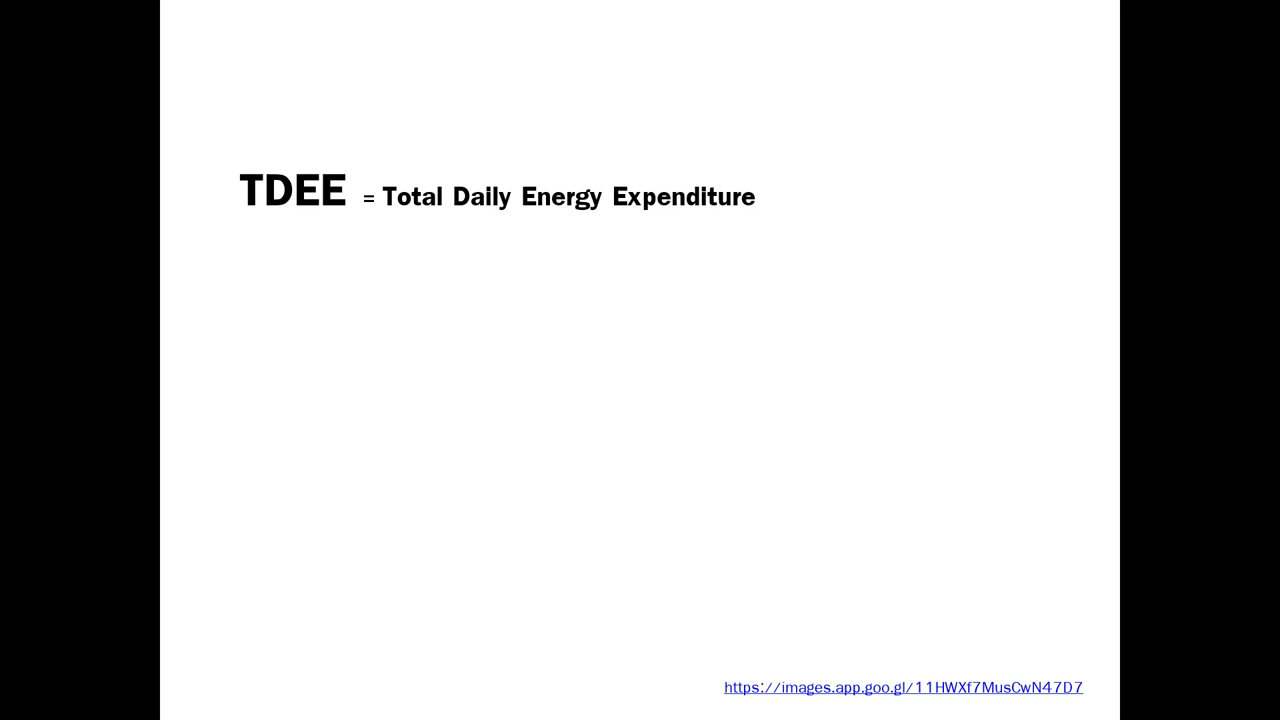 TDEE = Total Daily Energy Expenditure
https://images.app.goo.gl/11HWXf7MusCwN47D7